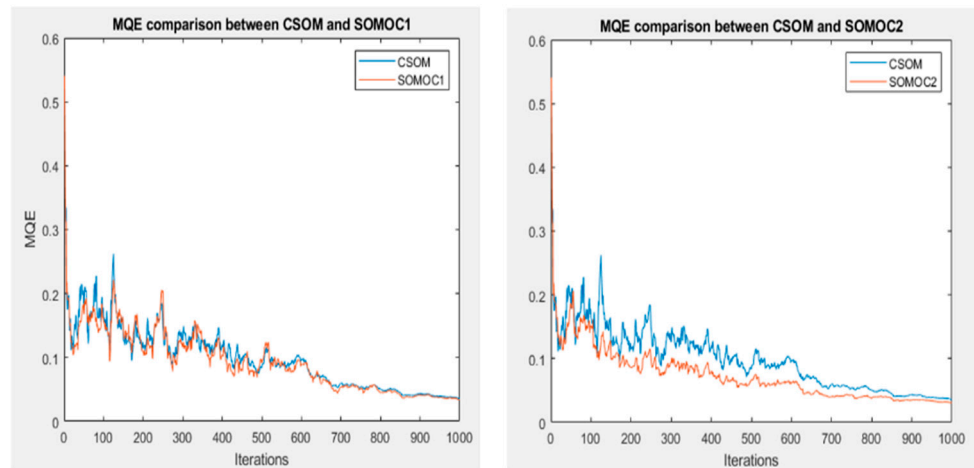 MQE comparison between CSOM and SOMOC1
CSOM
SOMOC1
0.6
0.5
0.4
0.3
0.2
0.1
0
MQE
0 100 200 300 400 500 600 700 800 900 1000
Iterations
MQE comparison between CSOM and SOMOC2
CSOM
SOMOC2
0.6
0.5
0.4
0.3
0.2
0.1
0
0 100 200 300 400 500 600 700 800 900 1000
Iterations